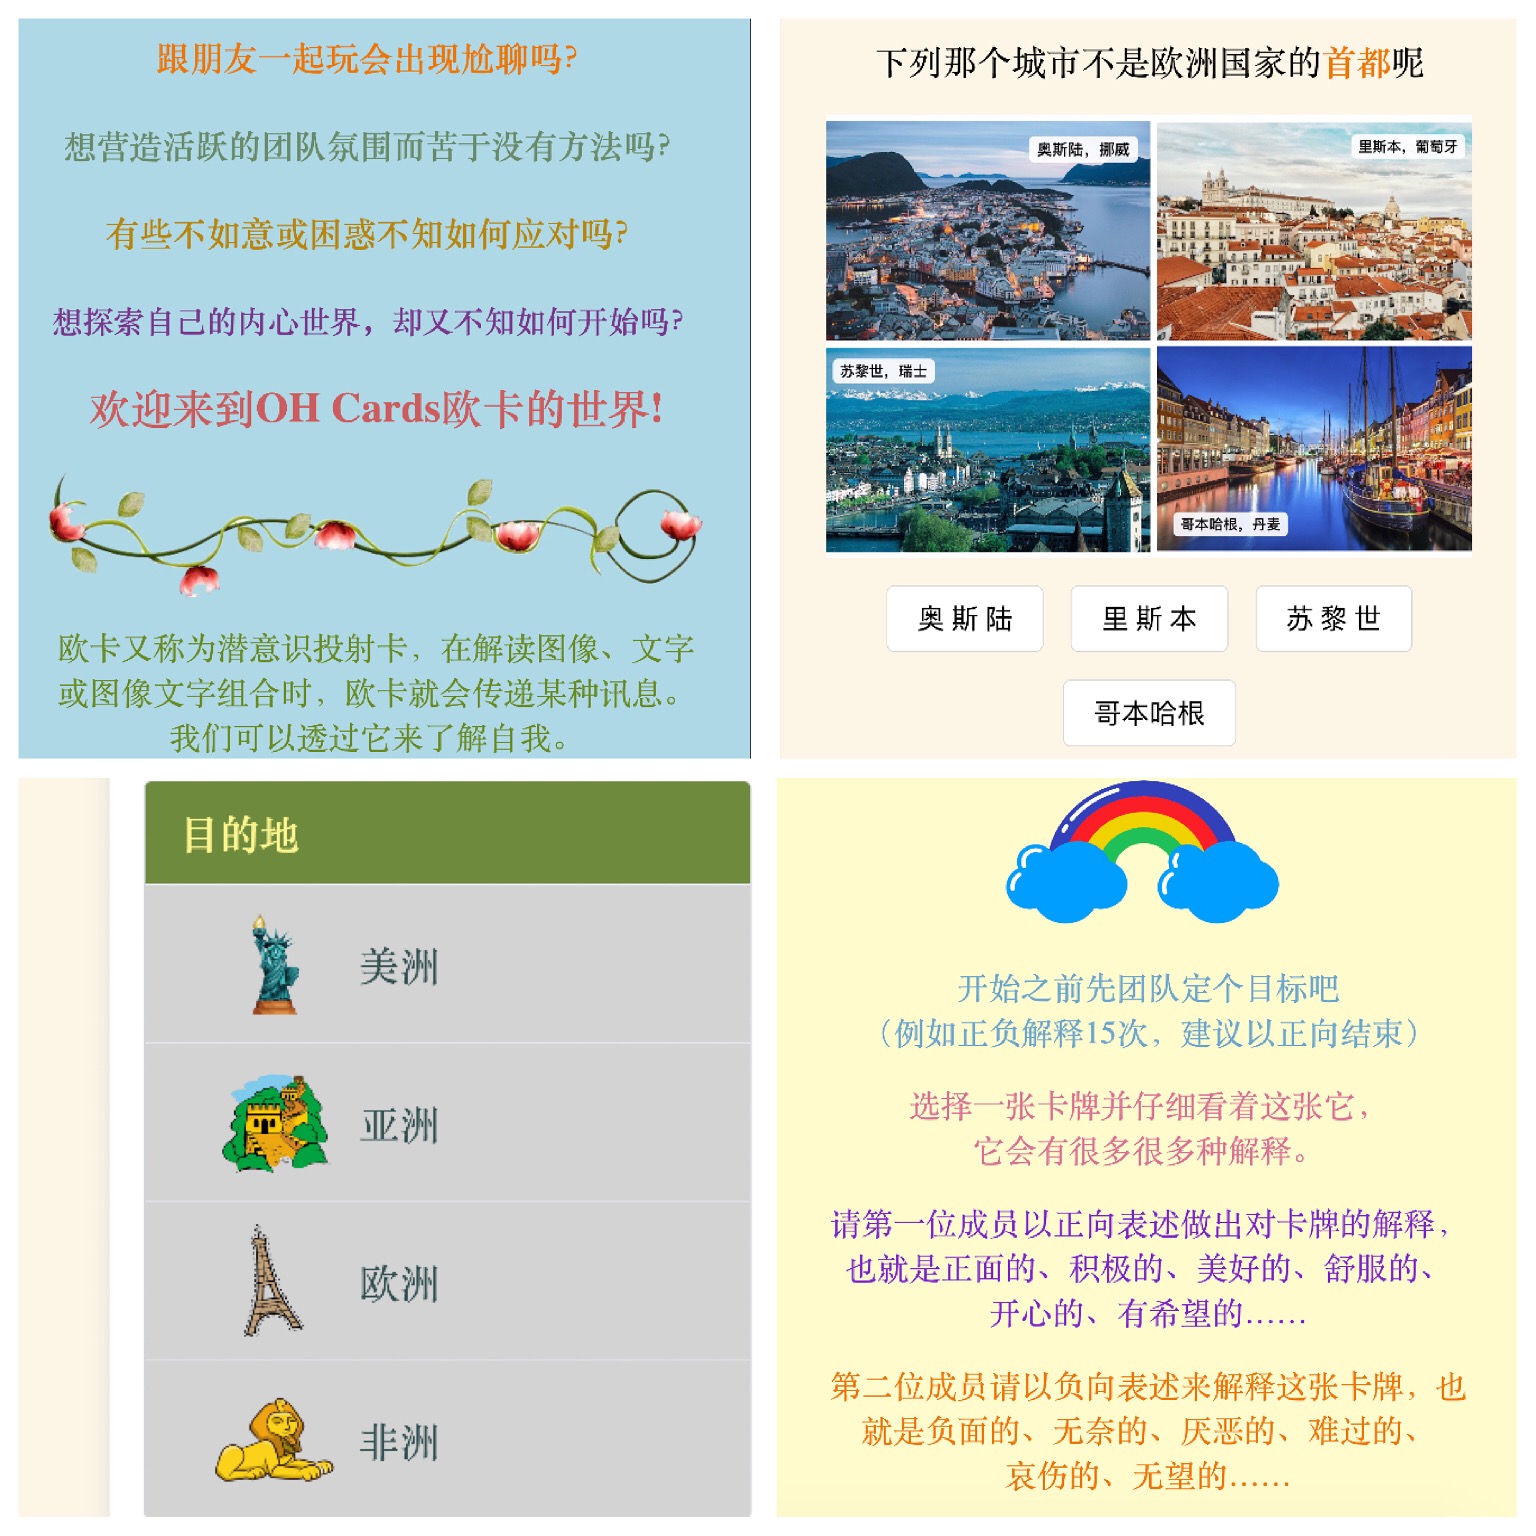 跟朋友一起玩会出现尬聊吗?
想营造活跃的团队氛围而苦于没有方法吗?
有些不如意或困惑不知如何应对吗?
想探索自己的内心世界，却又不知如何开始吗?
欢迎来到OH Cards欧卡的世界!
欧卡又称为潜意识投射卡，在解读图像、文字
或图像文字组合时，欧卡就会传递某种讯息。
我们可以透过它来了解自我。
下列那个城市不是欧洲国家的首都呢
奥斯陆，挪威
里斯本，葡萄牙
苏黎世，瑞士
哥本哈根，丹麦
奥斯陆
里斯本
苏黎世
哥本哈根
目的地
美洲
亚洲
欧洲
非洲
开始之前先团队定个目标吧
（例如正负解释15次，建议以正向结束）
选择一张卡牌并仔细看着这张它，
它会有很多很多种解释。
请第一位成员以正向表述做出对卡牌的解释，
也就是正面的、积极的、美好的、舒服的、
开心的、有希望的……
第二位成员请以负向表述来解释这张卡牌，也
就是负面的、无奈的、厌恶的、难过的、
哀伤的、无望的……